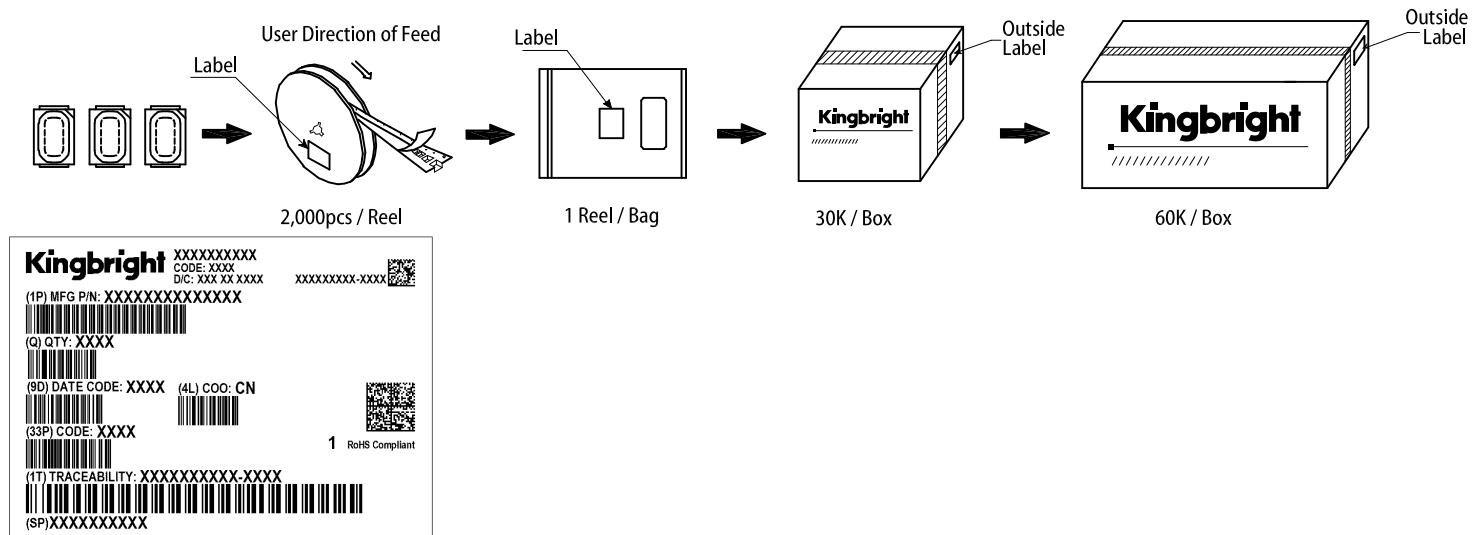 User Direction of Feed
Label
Label
Outside
Label
Outside
Label
Kingbright
Kingbright
2,000pcs / Reel
1 Reel / Bag
30K / Box
60K / Box
Kingbright
XXXXXXXXXX
CODE: XXXX
D/C: XXX XX XXXX
XXXXXXXXX-XXXX
(1P) MFG P/N: XXXXXXXXXXXXXX
(Q) QTY: XXXX
(9D) DATE CODE: XXXX (4L) COO: CN
(33P) CODE: XXXX
1 RoHS Compliant
(1T) TRACEABILITY: XXXXXXXXXX-XXXX
(SP)XXXXXXXXXX